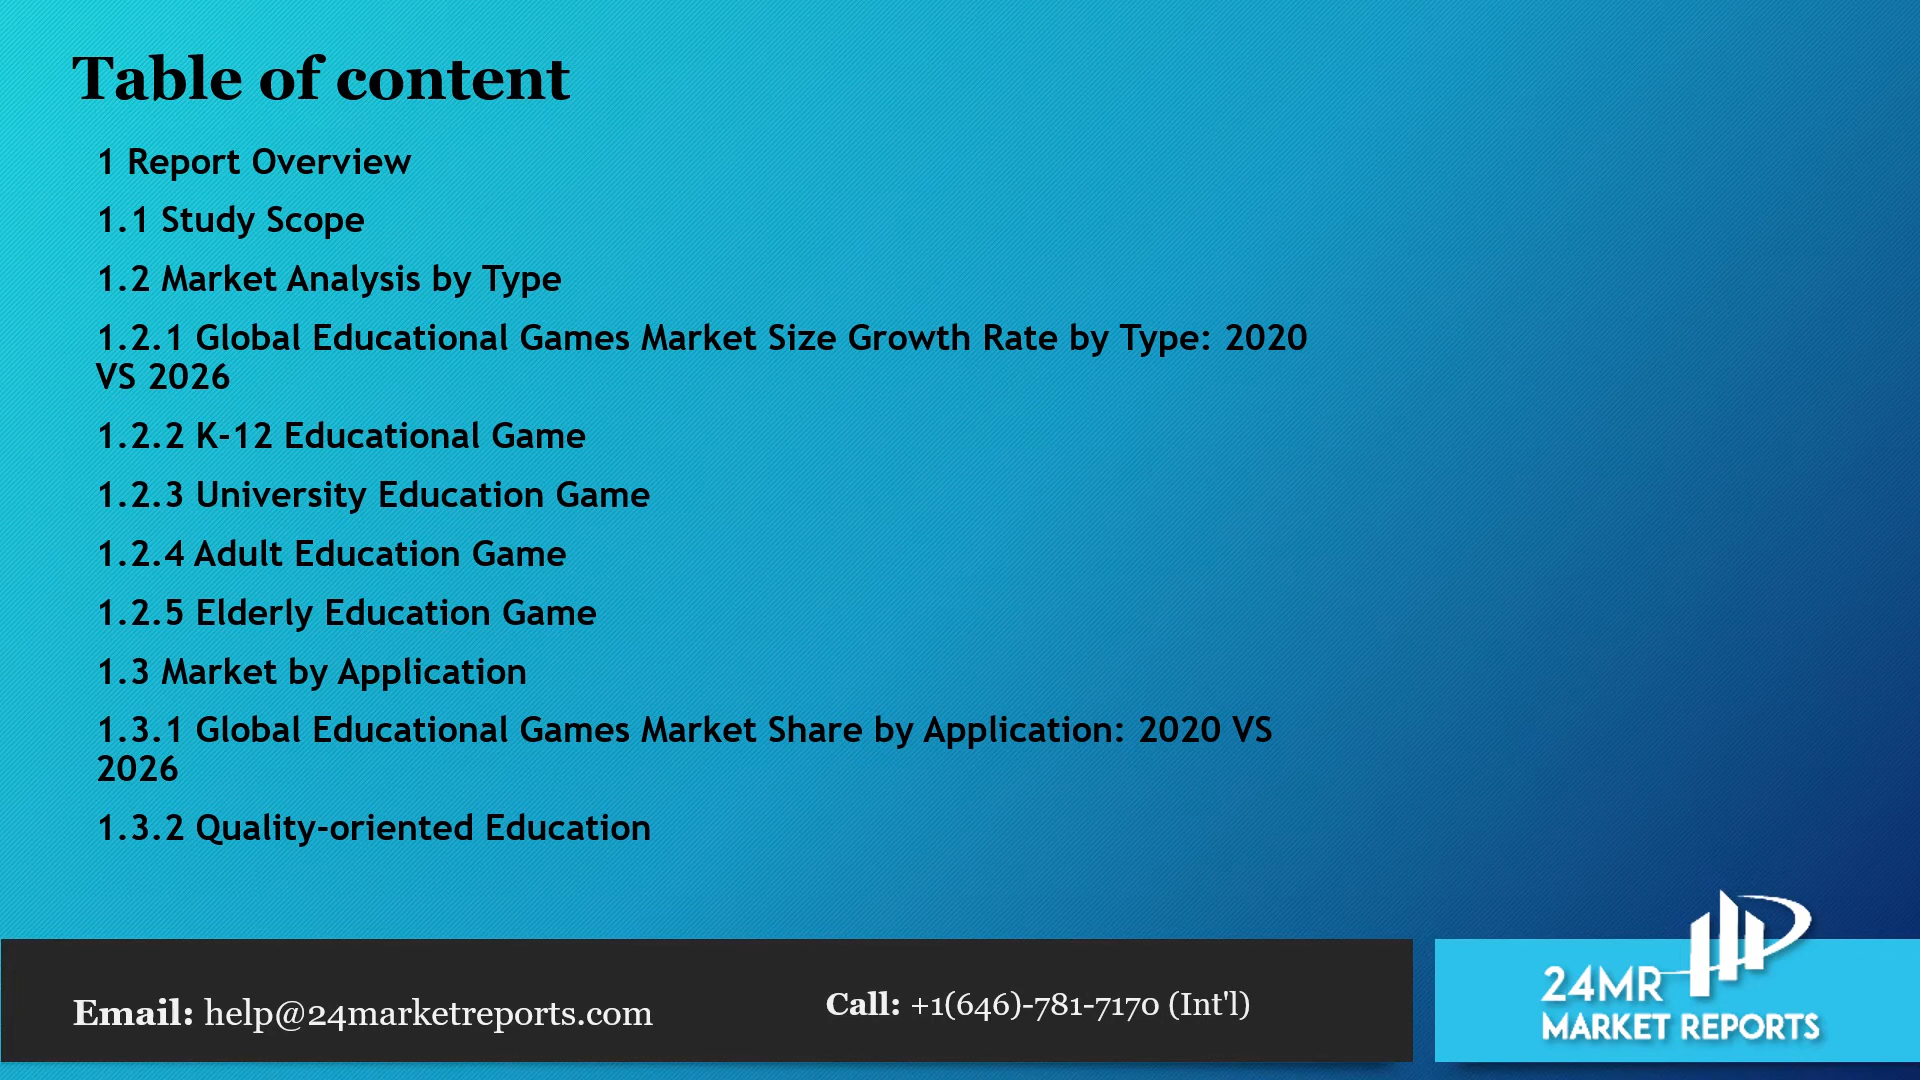 Table of content
1 Report Overview
1.1 Study Scope
1.2 Market Analysis by Type
1.2.1 Global Educational Games Market Size Growth Rate by Type: 2020
VS 2026
1.2.2 K-12 Educational Game
1.2.3 University Education Game
1.2.4 Adult Education Game
1.2.5 Elderly Education Game
1.3 Market by Application
1.3.1 Global Educational Games Market Share by Application: 2020 VS
2026
1.3.2 Quality-oriented Education
Email: help@24marketreports.com
Call: +1(646)-781-7170 (Int'l)
24MR
MARKET REPORTS